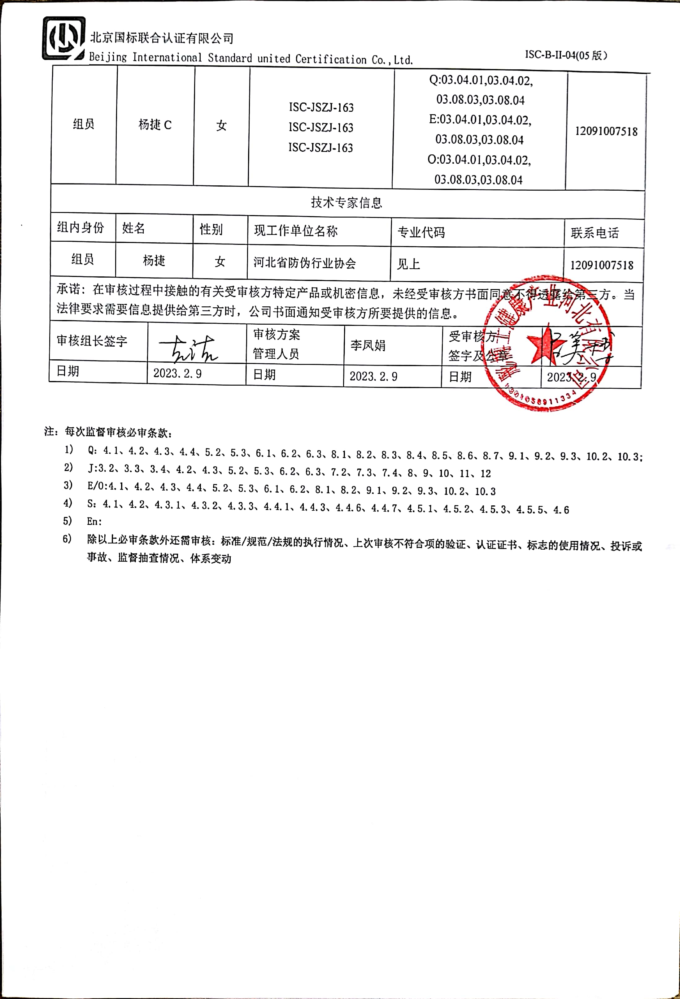 北京国标联合认证有限公司
Beijing International Standard united Certification Co.,Ltd.
ISC-B-II-04(05版)
组员 杨捷 C 女 ISC-JSZJ-163 ISC-JSZJ-163 ISC-JSZJ-163 Q:03.04.01,03.04.02, 03.08.03,03.08.04 E:03.04.01,03.04.02, 03.08.03,03.08.04 O:03.04.01,03.04.02, 03.08.03,03.08.04 12091007518
技术专家信息
组内身份 姓名 性别 现工作单位名称 专业代码 联系电话
组员 杨捷 女 河北省防伪行业协会 见上 12091007518
承诺：在审核过程中接触的有关受审核方特定产品或机密信息，未经受审核方书面同意不得透露给第三方。当
法律要求需要信息提供给第三方时，公司书面通知受审核方所要提供的信息。
审核组长签字 审核方案管理人员 李凤娟 受审核方签字及公章
日期 2023.2.9 日期 2023.2.9 日期 2023.2.9
健康产业河北有限公司
1301058911334
注：每次监督审核必审条款：
1) Q：4.1、4.2、4.3、4.4、5.2、5.3、6.1、6.2、6.3、8.1、8.2、8.3、8.4、8.5、8.6、8.7、9.1、9.2、9.3、10.2、10.3；
2) J:3.2、3.3、3.4、4.2、4.3、5.2、5.3、6.2、6.3、7.2、7.3、7.4、8、9、10、11、12
3) E/O:4.1、4.2、4.3、4.4、5.2、5.3、6.1、6.2、8.1、8.2、9.1、9.2、9.3、10.2、10.3
4) S：4.1、4.2、4.3.1、4.3.2、4.3.3、4.4.1、4.4.3、4.4.6、4.4.7、4.5.1、4.5.2、4.5.3、4.5.5、4.6
5) En：
6) 除以上必审条款外还需审核：标准/规范/法规的执行情况、上次审核不符合项的验证、认证证书、标志的使用情况、投诉或
事故、监督抽查情况、体系变动